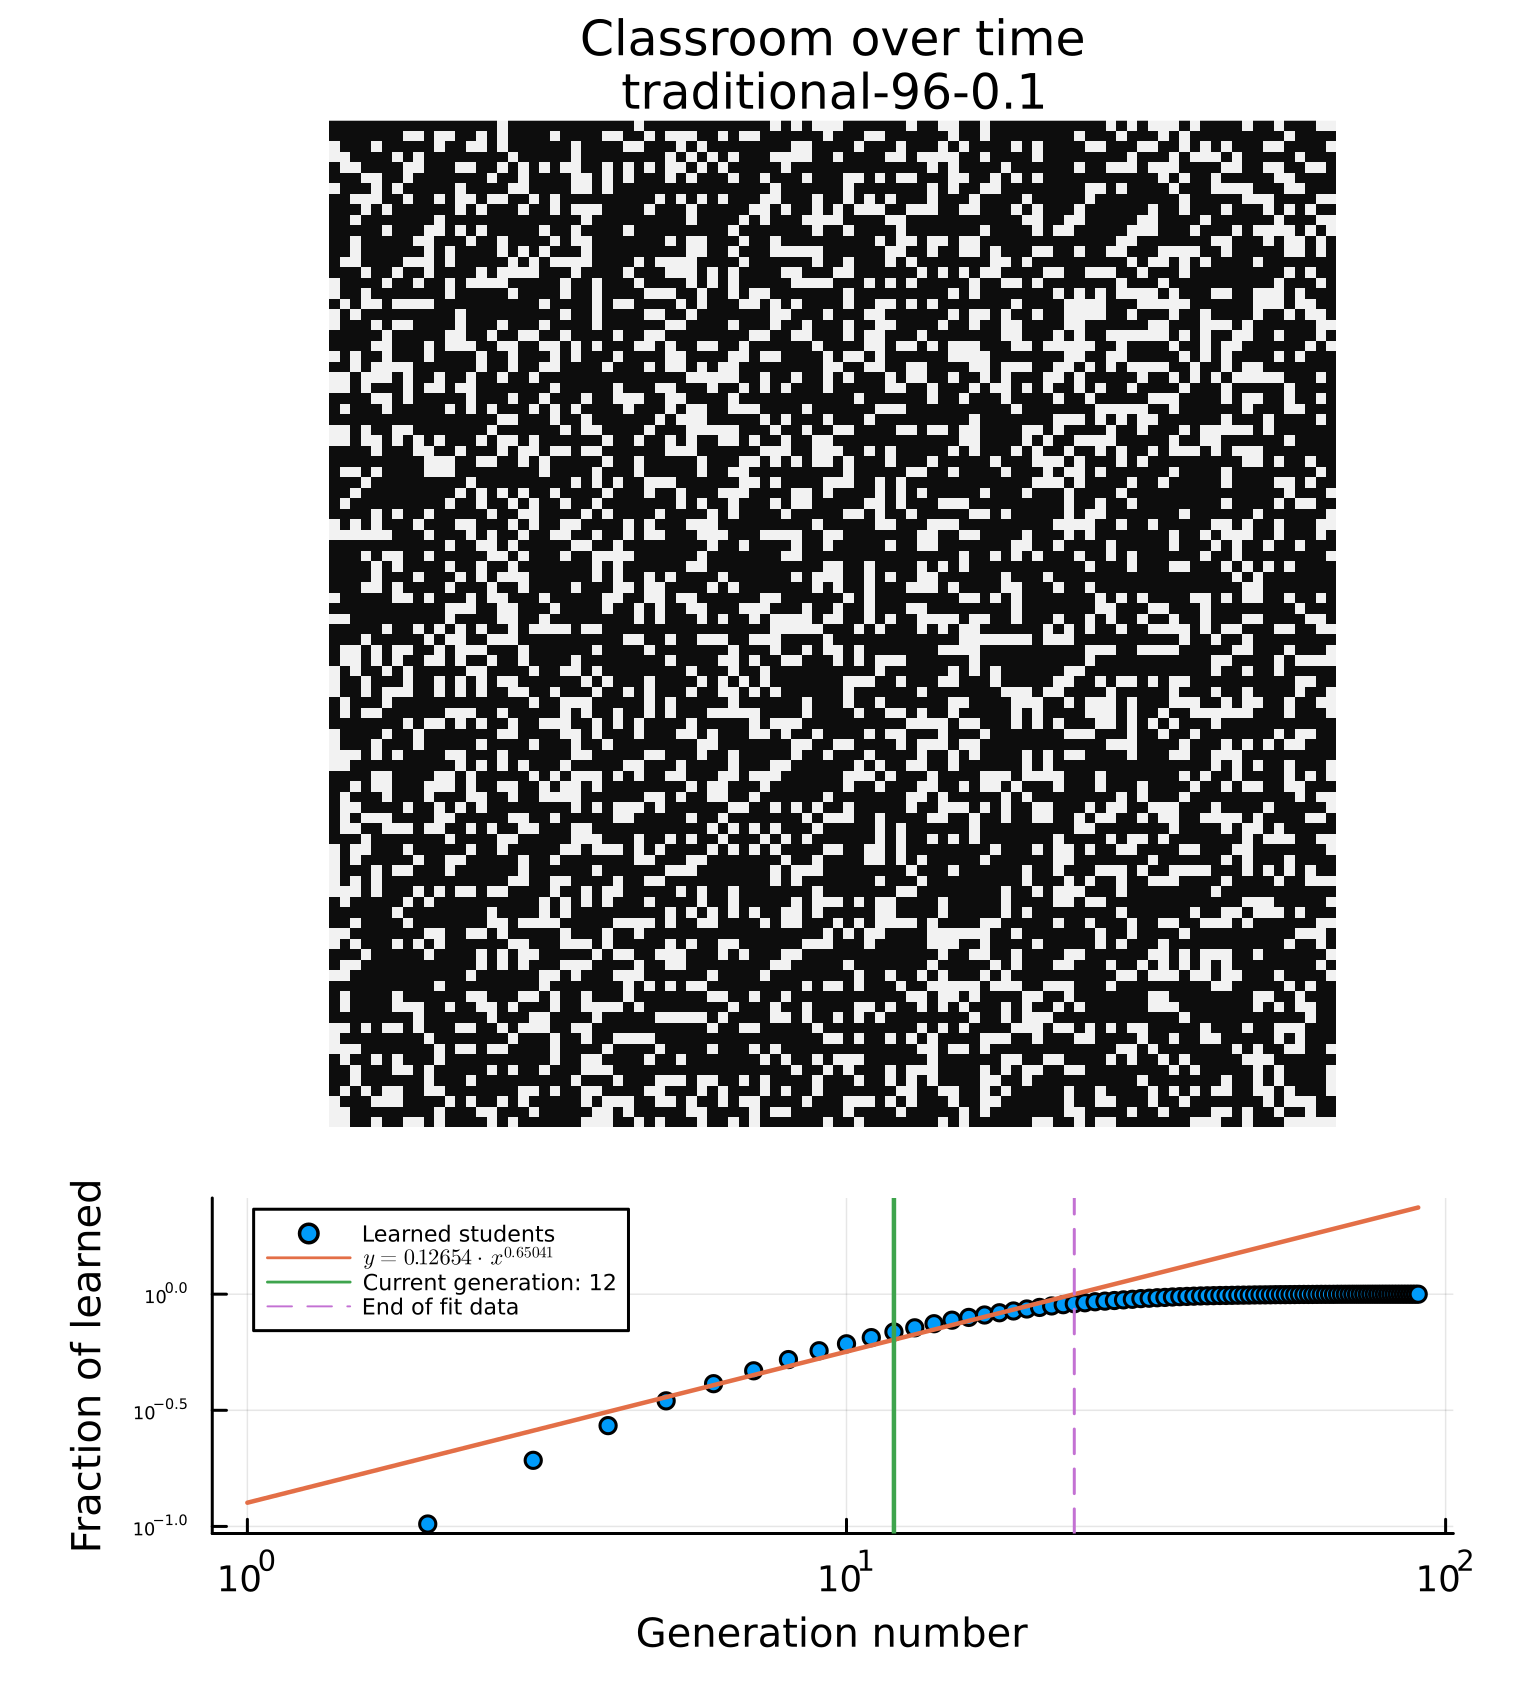 Classroom over time
traditional-96-0.1
Fraction of learned
10^0.0
10^−0.5
10^−1.0
Learned students
y = 0.12654 · x^0.65041
Current generation: 12
End of fit data
10^0
10^1
10^2
Generation number